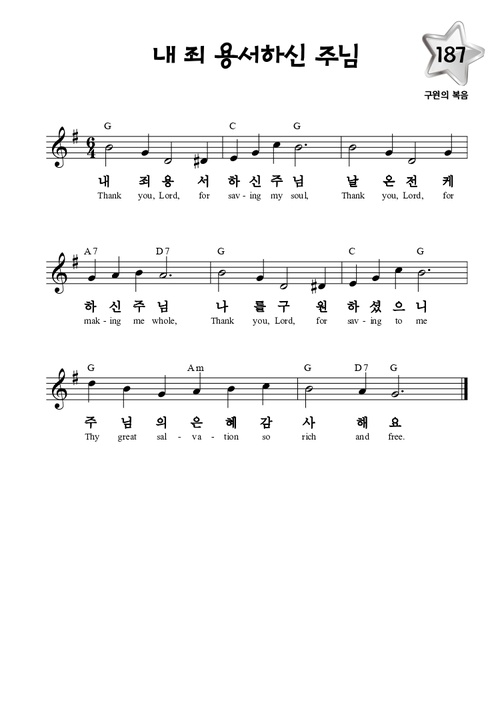 내 죄 용서하신 주님
187
구원의 복음
G C G
6
4
내 죄 용 서 하 신 주 님 날 온 전 케
Thank you, Lord, for sav - ing my soul, Thank you, Lord, for
A7 D7 G C G
하 신 주 님 나 를 구 원 하 셨 으 니
mak - ing me whole, Thank you, Lord, for sav - ing to me
G Am G D7 G
주 님 의 은 혜 감 사 해 요
Thy great sal - va - tion so rich and free.